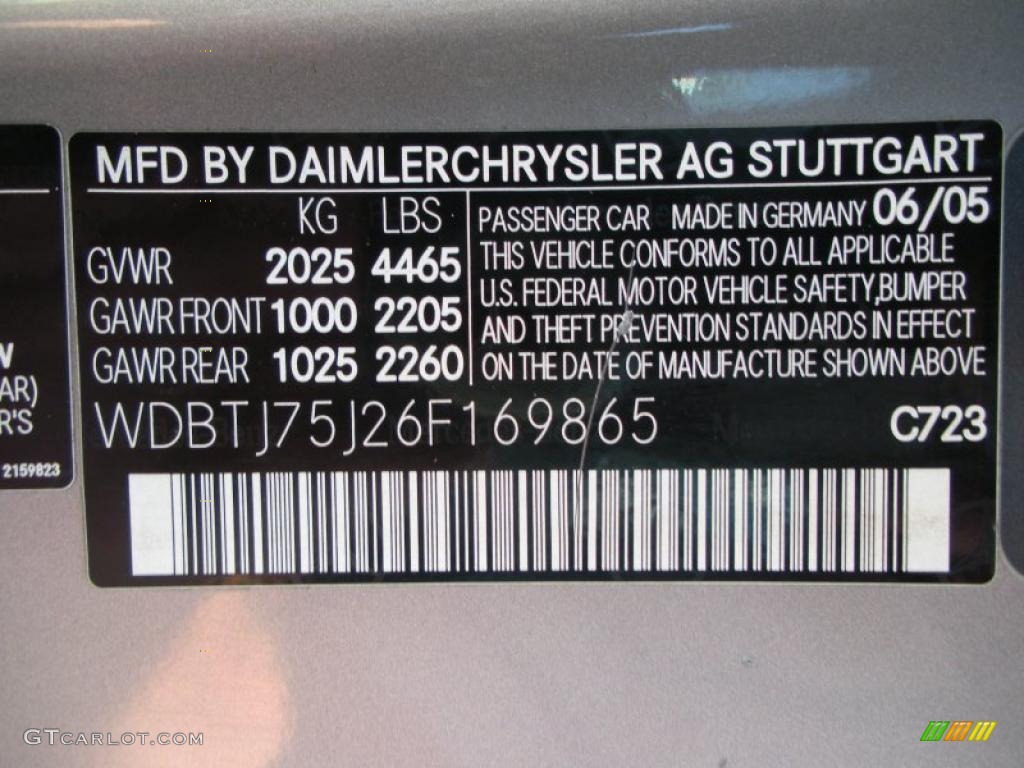 MFD BY DAIMLERCHRYSLER AG STUTTGART
KG LBS
GVWR 2025 4465
GAWR FRONT 1000 2205
GAWR REAR 1025 2260
PASSENGER CAR MADE IN GERMANY 06/05
THIS VEHICLE CONFORMS TO ALL APPLICABLE
U.S. FEDERAL MOTOR VEHICLE SAFETY,BUMPER
AND THEFT PREVENTION STANDARDS IN EFFECT
ON THE DATE OF MANUFACTURE SHOWN ABOVE
WDBTJ75J26F169865 C723
AR)
R'S
2159823
GTCARLOT.COM